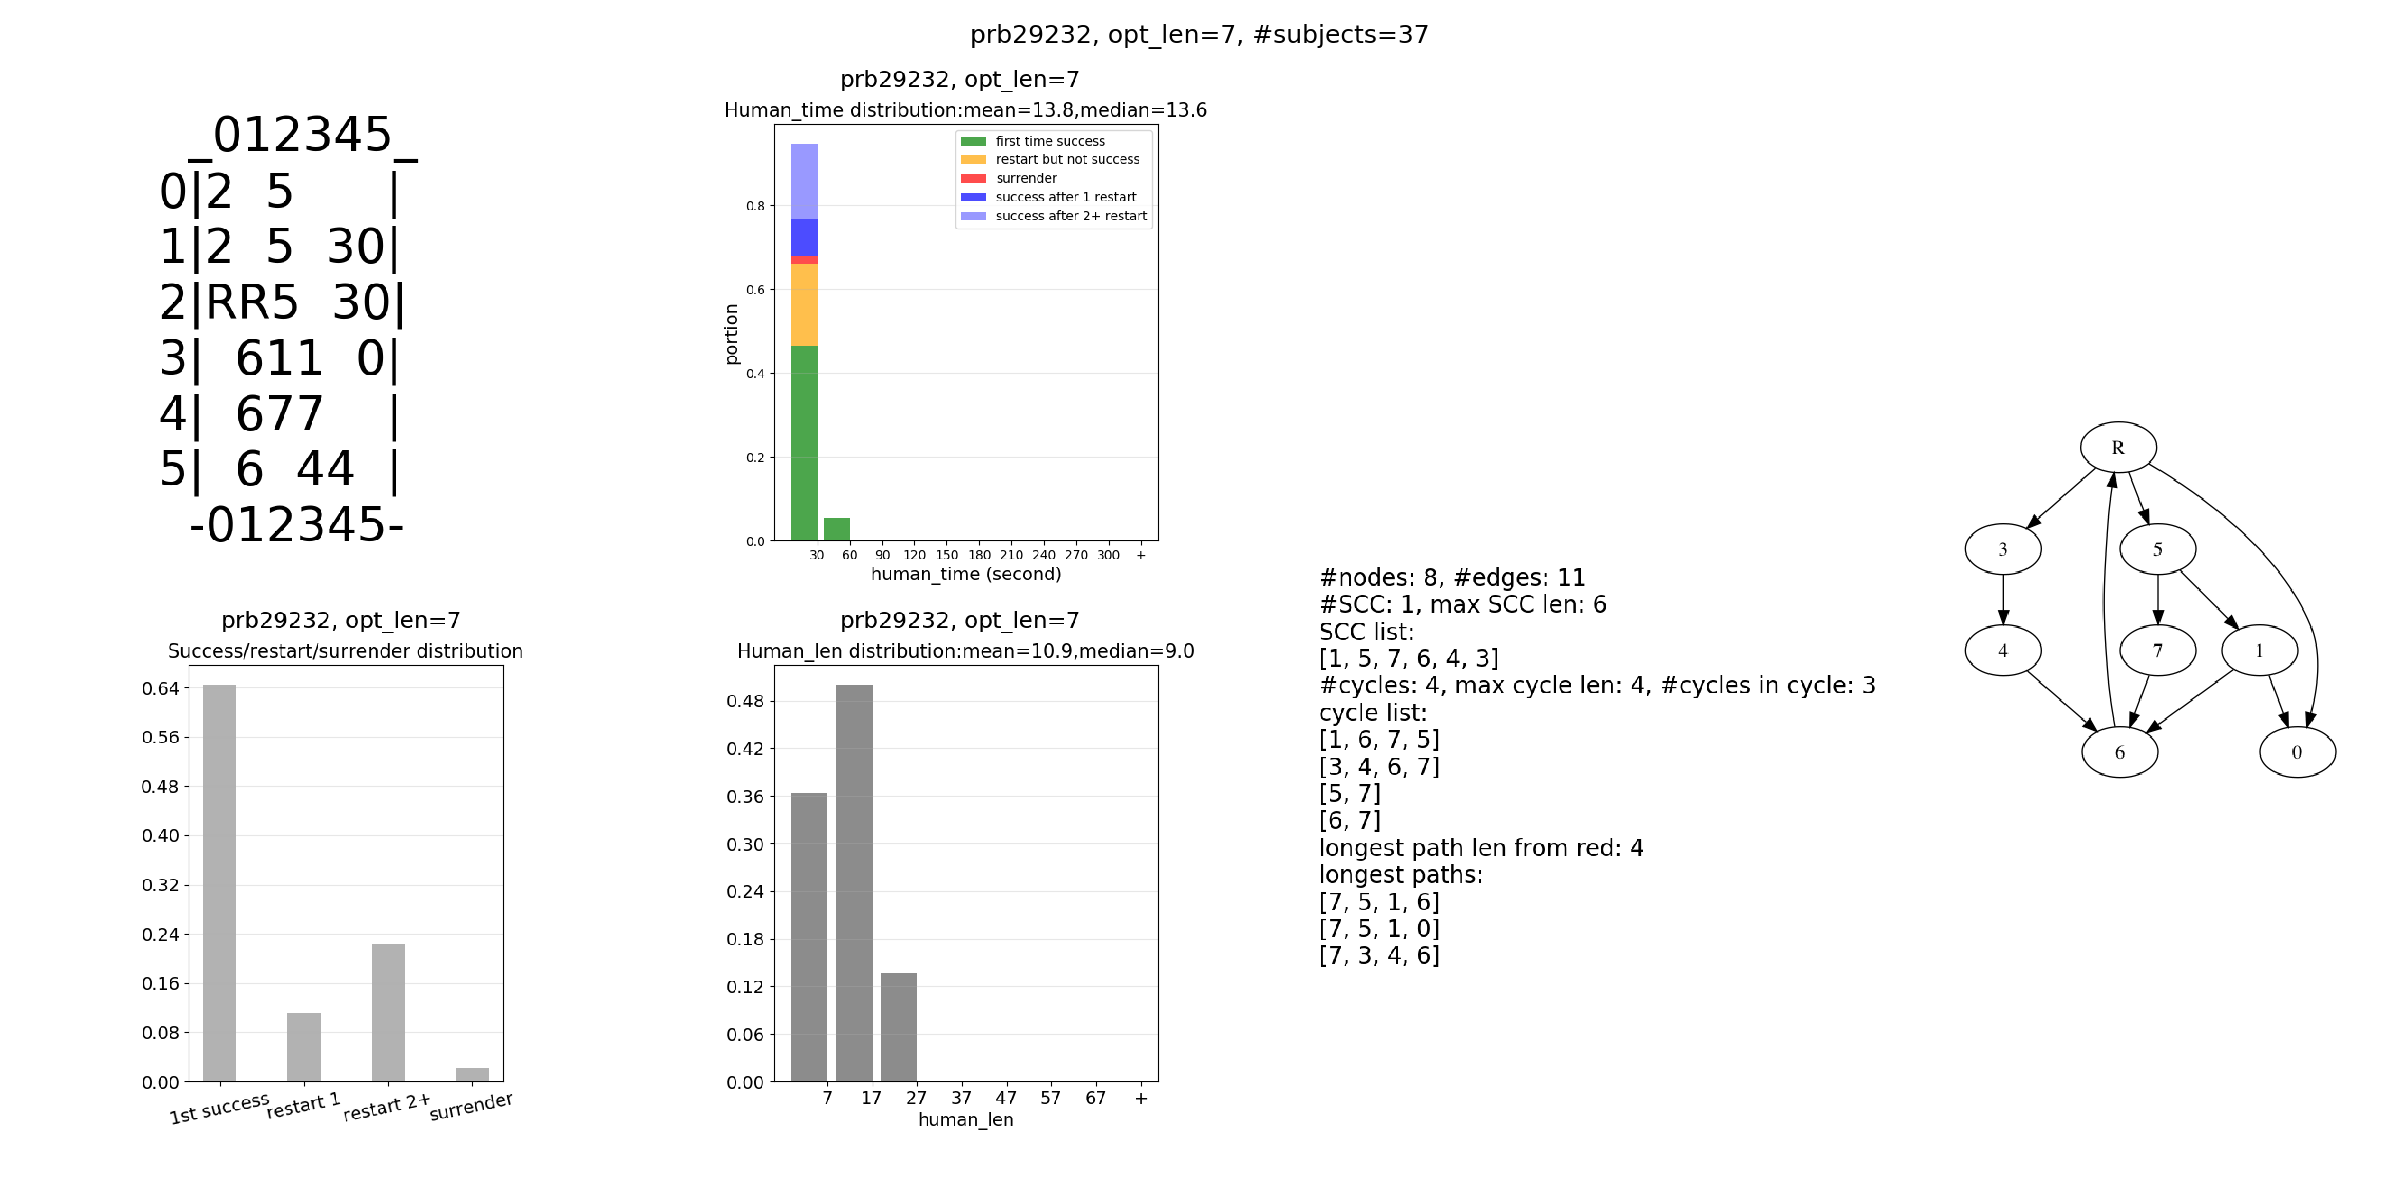 prb29232, opt_len=7, #subjects=37
_012345_
0|2  5      |
1|2  5  30|
2|RR5  30|
3|  611  0|
4|  677    |
5|  6  44  |
-012345-
prb29232, opt_len=7
Human_time distribution:mean=13.8,median=13.6
first time success
restart but not success
surrender
success after 1 restart
success after 2+ restart
0.8
0.6
0.4
0.2
0.0
portion
30 60 90 120 150 180 210 240 270 300 +
human_time (second)
prb29232, opt_len=7
Success/restart/surrender distribution
0.64
0.56
0.48
0.40
0.32
0.24
0.16
0.08
0.00
1st success restart 1 restart 2+ surrender
prb29232, opt_len=7
Human_len distribution:mean=10.9,median=9.0
0.48
0.42
0.36
0.30
0.24
0.18
0.12
0.06
0.00
7 17 27 37 47 57 67 +
human_len
#nodes: 8, #edges: 11
#SCC: 1, max SCC len: 6
SCC list:
[1, 5, 7, 6, 4, 3]
#cycles: 4, max cycle len: 4, #cycles in cycle: 3
cycle list:
[1, 6, 7, 5]
[3, 4, 6, 7]
[5, 7]
[6, 7]
longest path len from red: 4
longest paths:
[7, 5, 1, 6]
[7, 5, 1, 0]
[7, 3, 4, 6]
R
3 5
4 7 1
6 0